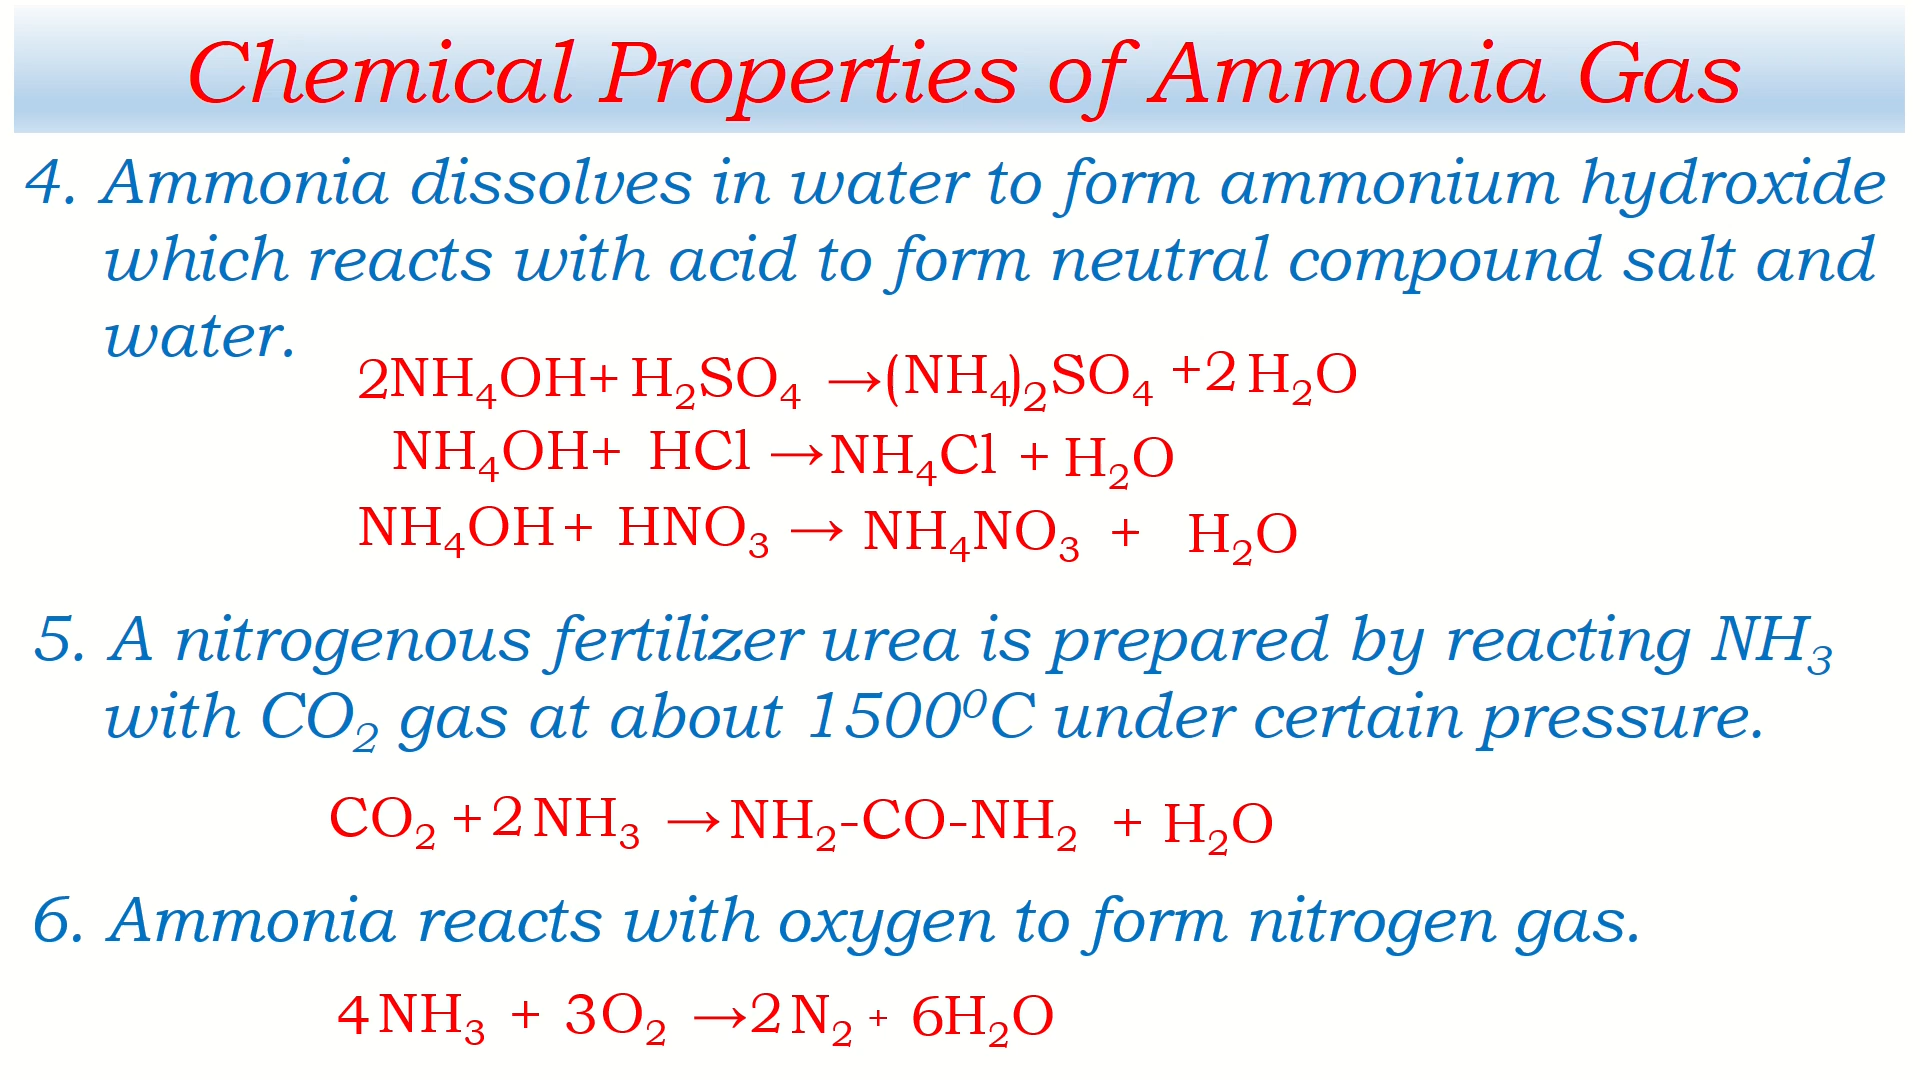 Chemical Properties of Ammonia Gas
4. Ammonia dissolves in water to form ammonium hydroxide
which reacts with acid to form neutral compound salt and
water.
2NH₄OH+ H₂SO₄ →(NH₄)₂SO₄ +2 H₂O
NH₄OH+ HCl →NH₄Cl + H₂O
NH₄OH+ HNO₃ → NH₄NO₃ + H₂O
5. A nitrogenous fertilizer urea is prepared by reacting NH₃
with CO₂ gas at about 1500⁰C under certain pressure.
CO₂ +2 NH₃ →NH₂-CO-NH₂ + H₂O
6. Ammonia reacts with oxygen to form nitrogen gas.
4 NH₃ + 3O₂ →2 N₂ + 6H₂O